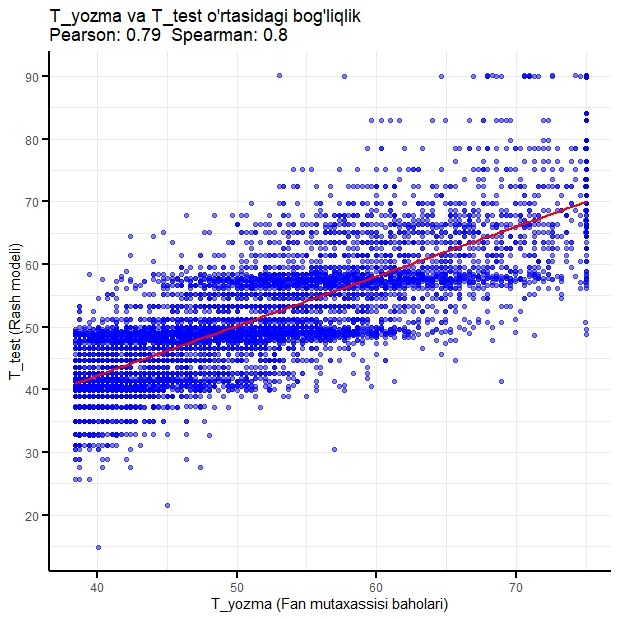 T_yozma va T_test o'rtasidagi bog'liqlik
Pearson: 0.79 Spearman: 0.8
90
80
70
60
50
40
30
20
T_test (Rash modeli)
40 50 60 70
T_yozma (Fan mutaxassisi baholari)